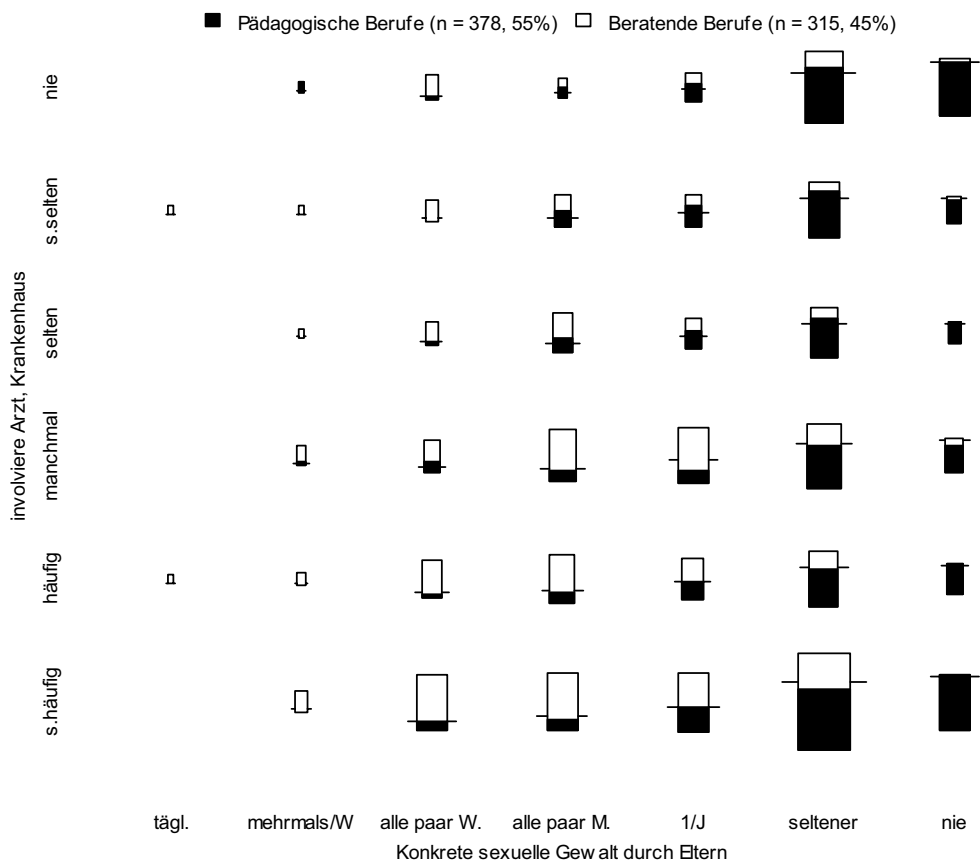 Pädagogische Berufe (n = 378, 55%) Beratende Berufe (n = 315, 45%)
nie
s.selten
selten
manchmal
häufig
s.häufig
involviere Arzt, Krankenhaus
tägl. mehrmals/W alle paar W. alle paar M. 1/J seltener nie
Konkrete sexuelle Gewalt durch Eltern